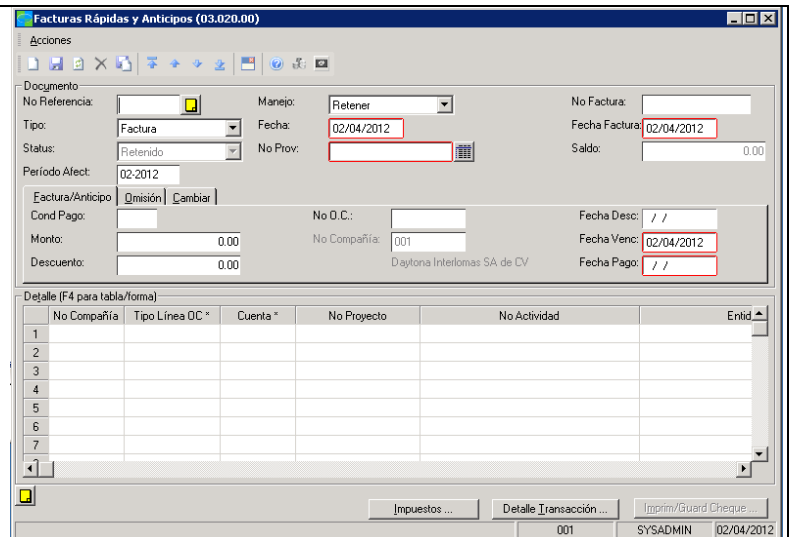 Facturas Rápidas y Anticipos (03.020.00)
Acciones
Documento
No Referencia: Manejo: Retener No Factura:
Tipo: Factura Fecha: 02/04/2012 Fecha Factura: 02/04/2012
Status: Retenido No Prov: Saldo: 0.00
Período Afect: 02-2012
Factura/Anticipo Omisión Cambiar
Cond Pago: No O.C.: Fecha Desc: / /
Monto: 0.00 No Compañía: 001 Fecha Venc: 02/04/2012
Descuento: 0.00 Daytona Interlomas SA de CV Fecha Pago: / /
Detalle (F4 para tabla/forma)
No Compañía Tipo Línea OC * Cuenta * No Proyecto No Actividad Entid
1
2
3
4
5
6
7
Impuestos ... Detalle Transacción ... Imprim/Guard Cheque ...
001 SYSADMIN 02/04/2012